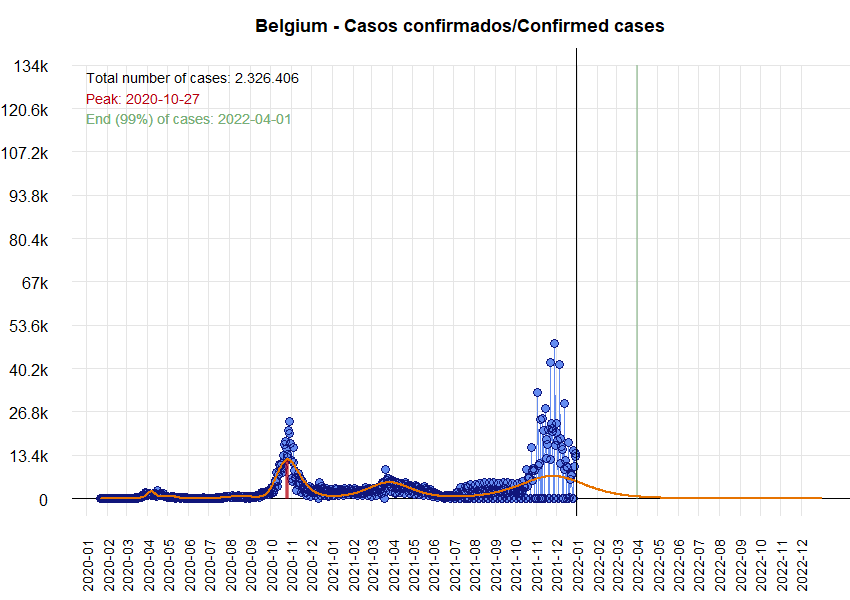 Belgium - Casos confirmados/Confirmed cases
Total number of cases: 2.326.406
Peak: 2020-10-27
End (99%) of cases: 2022-04-01
134k
120.6k
107.2k
93.8k
80.4k
67k
53.6k
40.2k
26.8k
13.4k
0
2020-01
2020-02
2020-03
2020-04
2020-05
2020-06
2020-07
2020-08
2020-09
2020-10
2020-11
2020-12
2021-01
2021-02
2021-03
2021-04
2021-05
2021-06
2021-07
2021-08
2021-09
2021-10
2021-11
2021-12
2022-01
2022-02
2022-03
2022-04
2022-05
2022-06
2022-07
2022-08
2022-09
2022-10
2022-11
2022-12